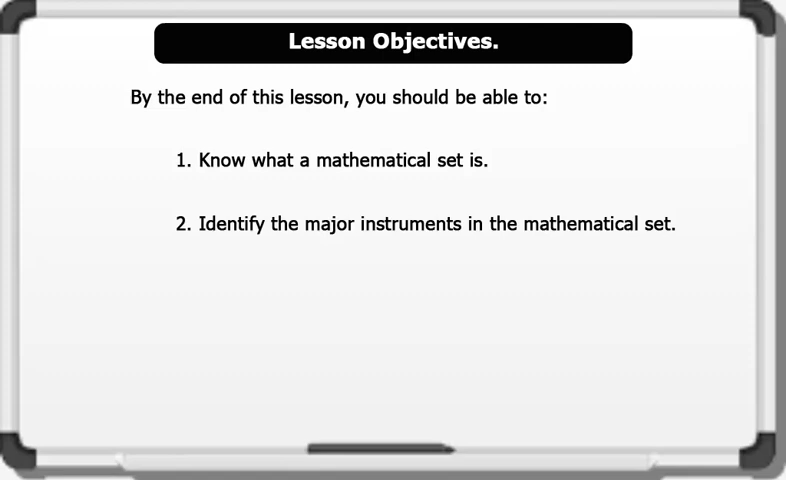 Lesson Objectives.
By the end of this lesson, you should be able to:
1. Know what a mathematical set is.
2. Identify the major instruments in the mathematical set.